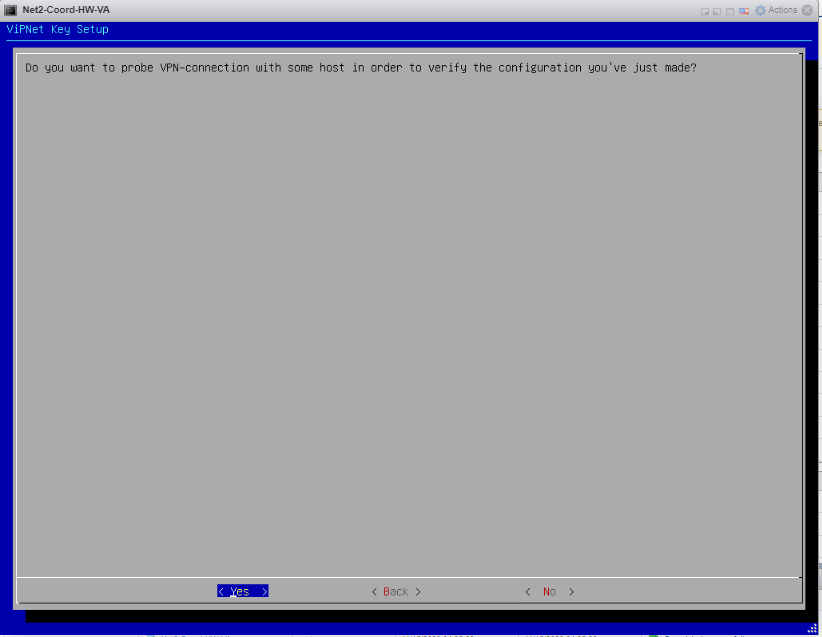 Net2-Coord-HW-VA
Actions
ViPNet Key Setup
Do you want to probe VPN-connection with some host in order to verify the configuration you've just made?
< Yes > < Back > < No >